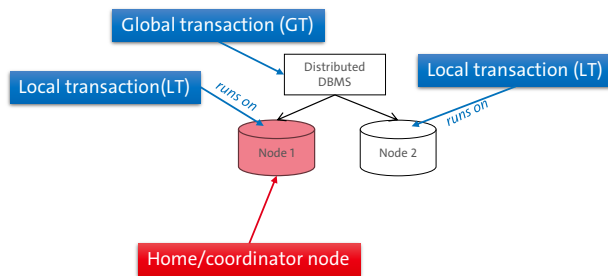 Global transaction (GT)
Distributed
DBMS
Local transaction (LT)
Local transaction(LT)
runs on
runs on
Node 1
Node 2
Home/coordinator node